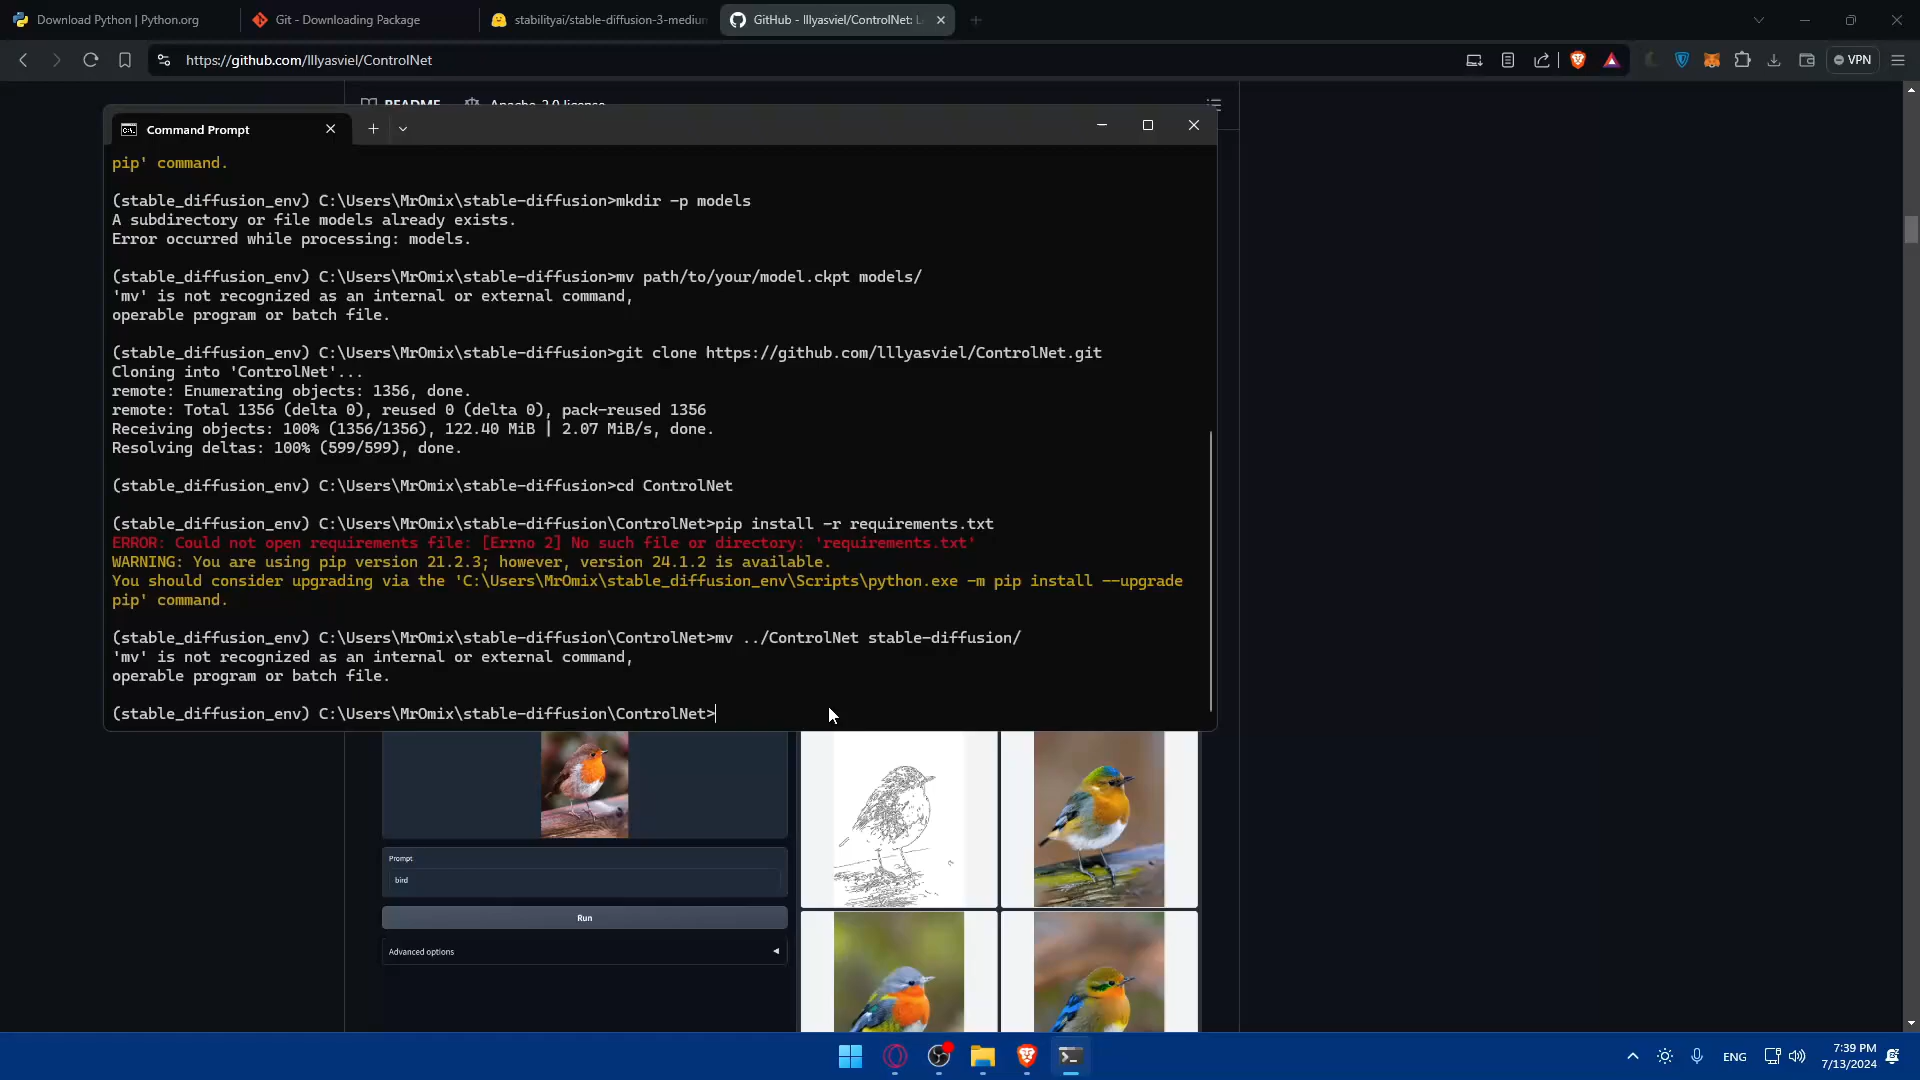 Download Python | Python.org
Git - Downloading Package
stabilityai/stable-diffusion-3-medium
GitHub - lllyasviel/ControlNet: L
https://github.com/lllyasviel/ControlNet
VPN
README
Apache-2.0 license
Command Prompt
pip' command.
(stable_diffusion_env) C:\Users\MrOmix\stable-diffusion>mkdir -p models
A subdirectory or file models already exists.
Error occurred while processing: models.
(stable_diffusion_env) C:\Users\MrOmix\stable-diffusion>mv path/to/your/model.ckpt models/
'mv' is not recognized as an internal or external command,
operable program or batch file.
(stable_diffusion_env) C:\Users\MrOmix\stable-diffusion>git clone https://github.com/lllyasviel/ControlNet.git
Cloning into 'ControlNet'...
remote: Enumerating objects: 1356, done.
remote: Total 1356 (delta 0), reused 0 (delta 0), pack-reused 1356
Receiving objects: 100% (1356/1356), 122.40 MiB | 2.07 MiB/s, done.
Resolving deltas: 100% (599/599), done.
(stable_diffusion_env) C:\Users\MrOmix\stable-diffusion>cd ControlNet
(stable_diffusion_env) C:\Users\MrOmix\stable-diffusion\ControlNet>pip install -r requirements.txt
ERROR: Could not open requirements file: [Errno 2] No such file or directory: 'requirements.txt'
WARNING: You are using pip version 21.2.3; however, version 24.1.2 is available.
You should consider upgrading via the 'C:\Users\MrOmix\stable_diffusion_env\Scripts\python.exe -m pip install --upgrade
pip' command.
(stable_diffusion_env) C:\Users\MrOmix\stable-diffusion\ControlNet>mv ../ControlNet stable-diffusion/
'mv' is not recognized as an internal or external command,
operable program or batch file.
(stable_diffusion_env) C:\Users\MrOmix\stable-diffusion\ControlNet>
Prompt
bird
Run
Advanced options
ENG
7:39 PM
7/13/2024